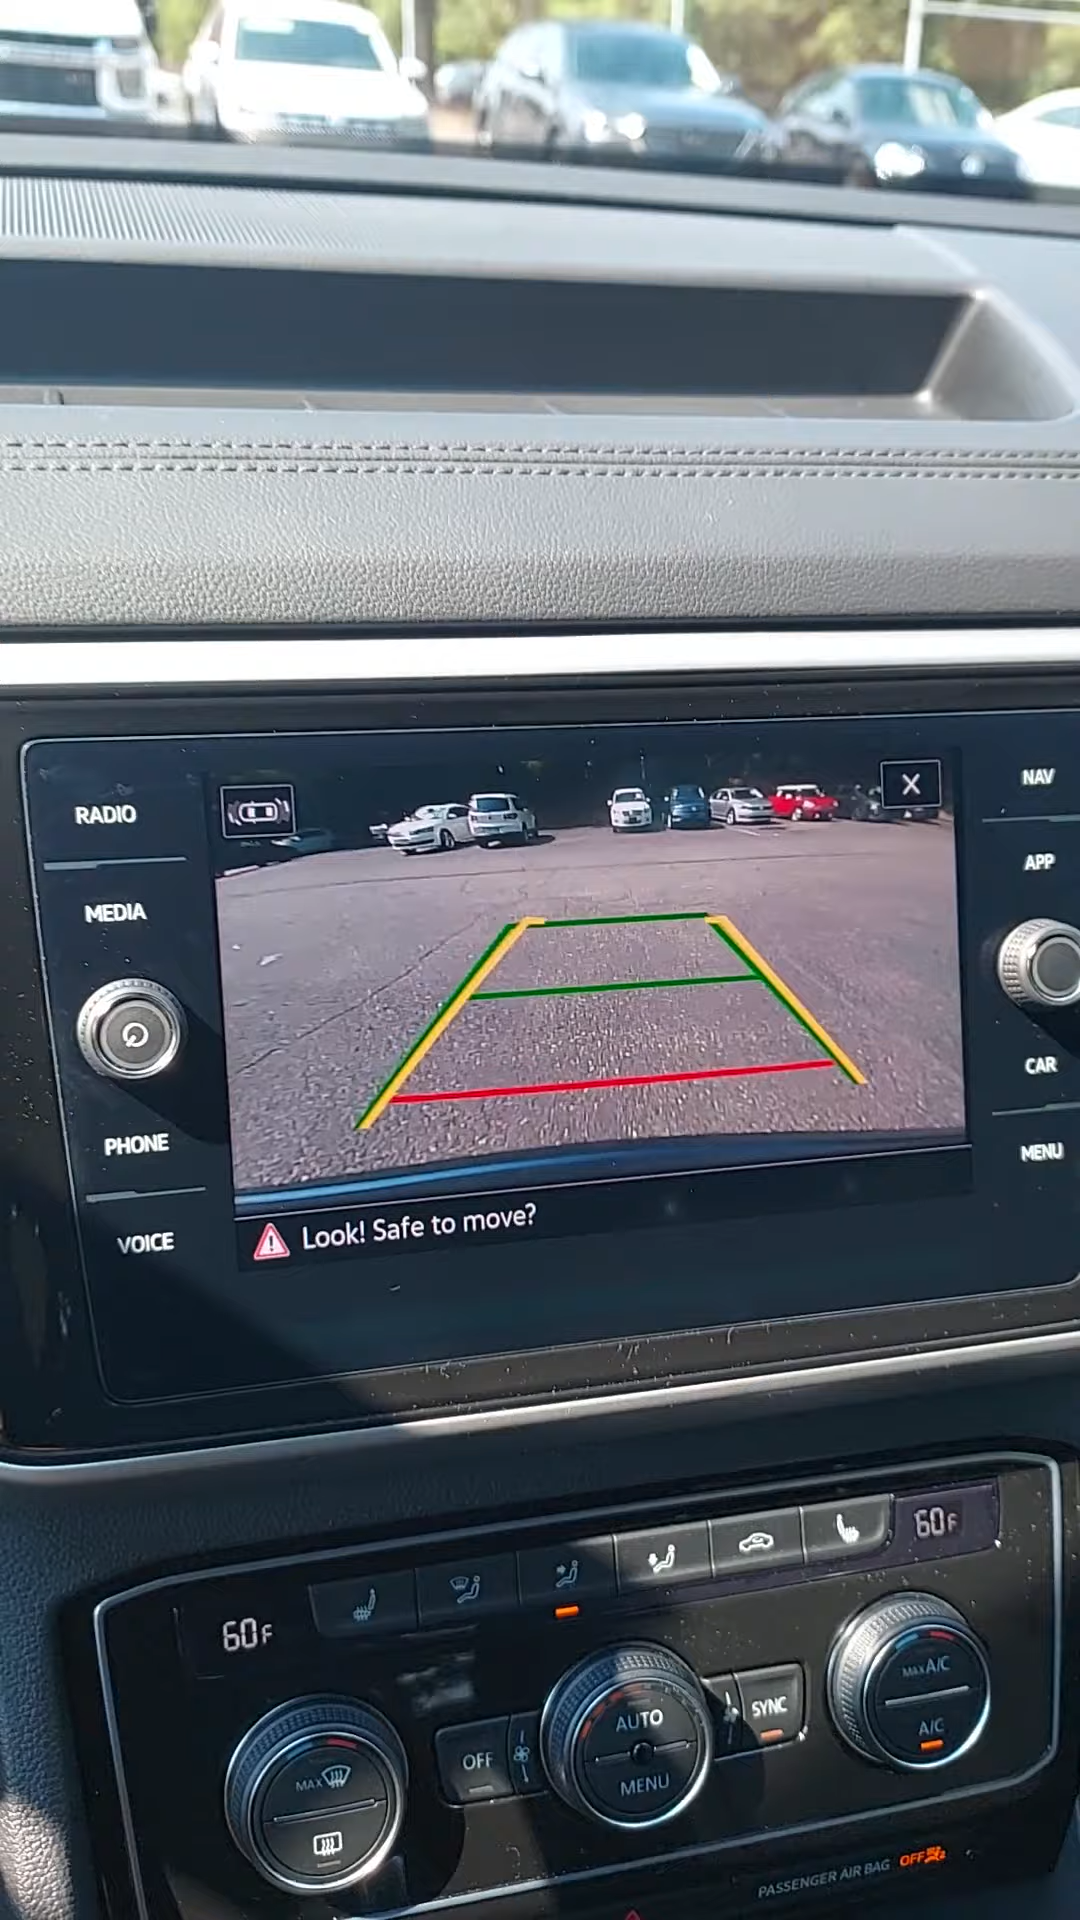 RADIO
MEDIA
PHONE
VOICE
X
NAV
APP
CAR
MENU
Look! Safe to move?
60F
60F
MAX
OFF
AUTO
MENU
SYNC
MAX A/C
A/C
PASSENGER AIR BAG OFF